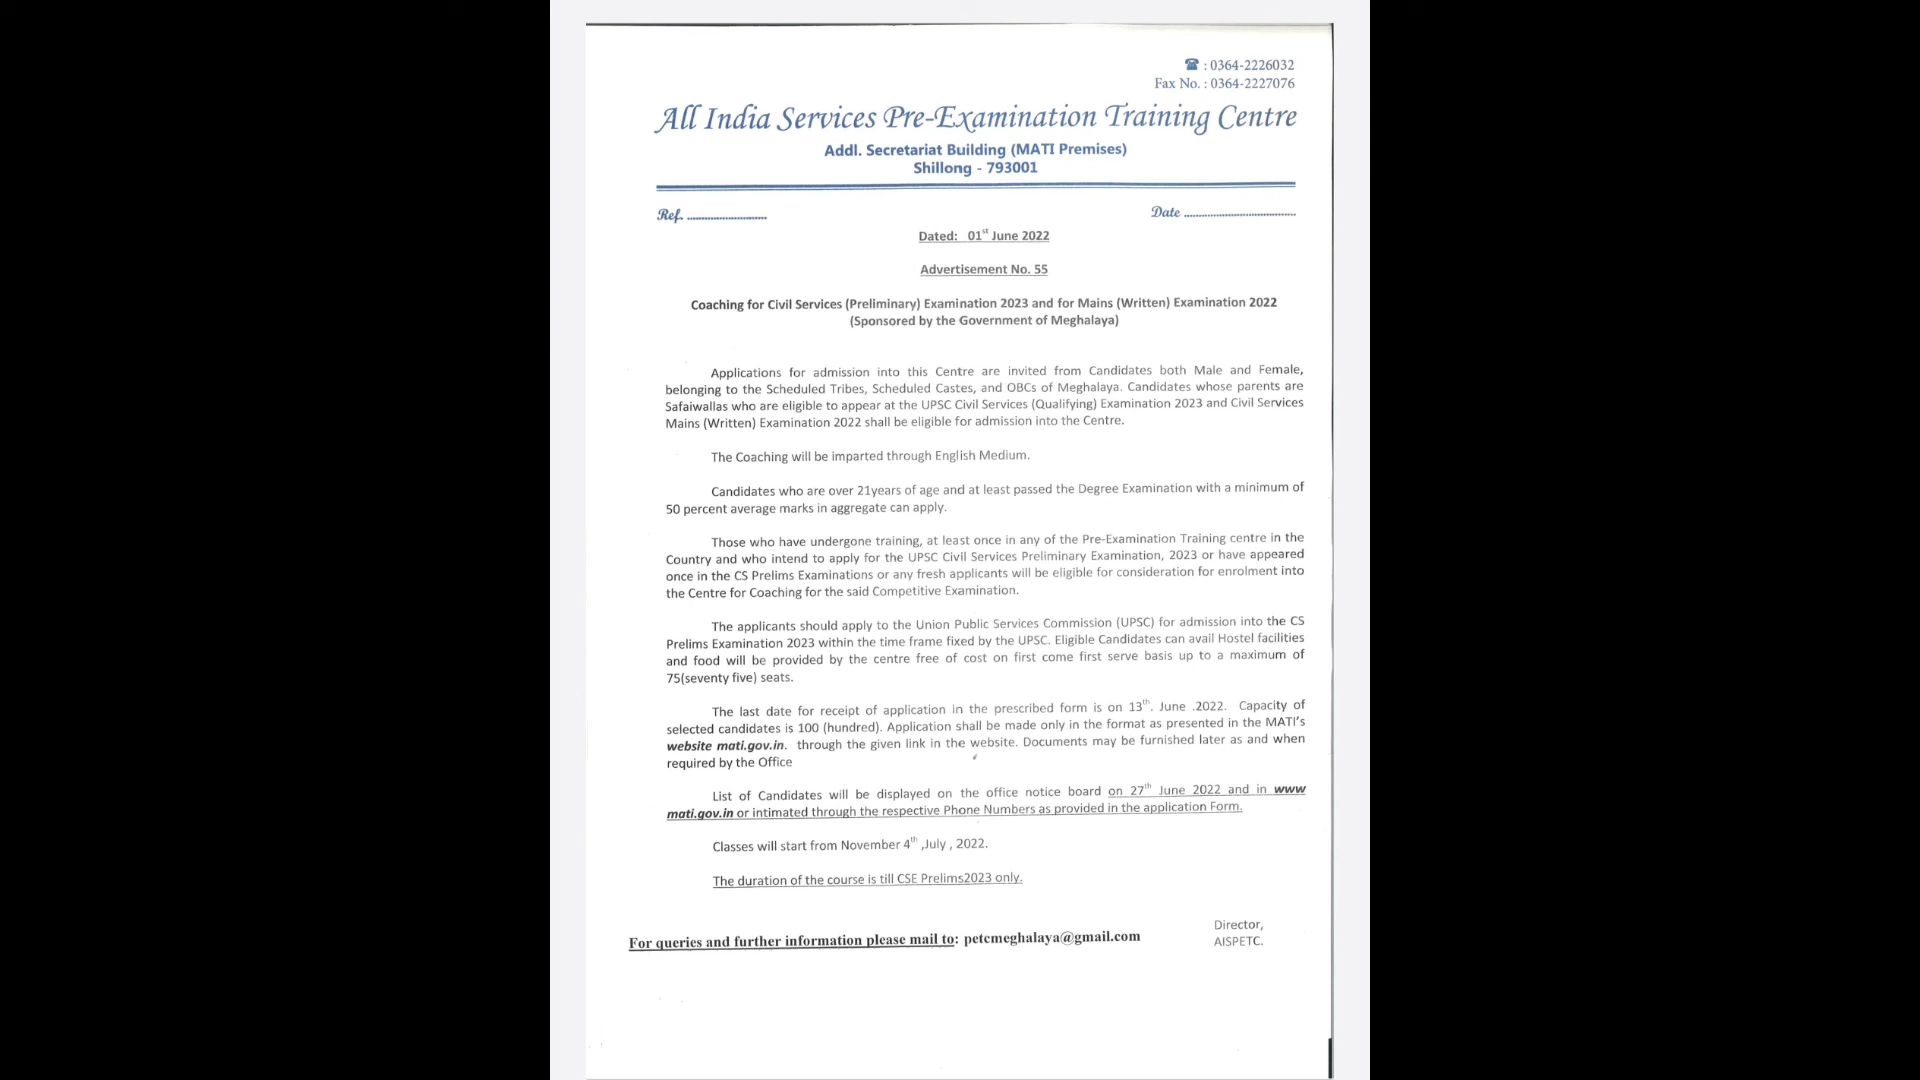 ☎ : 0364-2226032
Fax No. : 0364-2227076
All India Services Pre-Examination Training Centre
Addl. Secretariat Building (MATI Premises)
Shillong - 793001
Ref. ..........................
Date .....................................
Dated: 01st June 2022
Advertisement No. 55
Coaching for Civil Services (Preliminary) Examination 2023 and for Mains (Written) Examination 2022
(Sponsored by the Government of Meghalaya)
Applications for admission into this Centre are invited from Candidates both Male and Female,
belonging to the Scheduled Tribes, Scheduled Castes, and OBCs of Meghalaya. Candidates whose parents are
Safaiwallas who are eligible to appear at the UPSC Civil Services (Qualifying) Examination 2023 and Civil Services
Mains (Written) Examination 2022 shall be eligible for admission into the Centre.
The Coaching will be imparted through English Medium.
Candidates who are over 21years of age and at least passed the Degree Examination with a minimum of
50 percent average marks in aggregate can apply.
Those who have undergone training, at least once in any of the Pre-Examination Training centre in the
Country and who intend to apply for the UPSC Civil Services Preliminary Examination, 2023 or have appeared
once in the CS Prelims Examinations or any fresh applicants will be eligible for consideration for enrolment into
the Centre for Coaching for the said Competitive Examination.
The applicants should apply to the Union Public Services Commission (UPSC) for admission into the CS
Prelims Examination 2023 within the time frame fixed by the UPSC. Eligible Candidates can avail Hostel facilities
and food will be provided by the centre free of cost on first come first serve basis up to a maximum of
75(seventy five) seats.
The last date for receipt of application in the prescribed form is on 13th. June .2022. Capacity of
selected candidates is 100 (hundred). Application shall be made only in the format as presented in the MATI's
website mati.gov.in. through the given link in the website. Documents may be furnished later as and when
required by the Office
List of Candidates will be displayed on the office notice board on 27th June 2022 and in www
mati.gov.in or intimated through the respective Phone Numbers as provided in the application Form.
Classes will start from November 4th ,July , 2022.
The duration of the course is till CSE Prelims2023 only.
Director,
For queries and further information please mail to: petcmeghalaya@gmail.com
AISPETC.